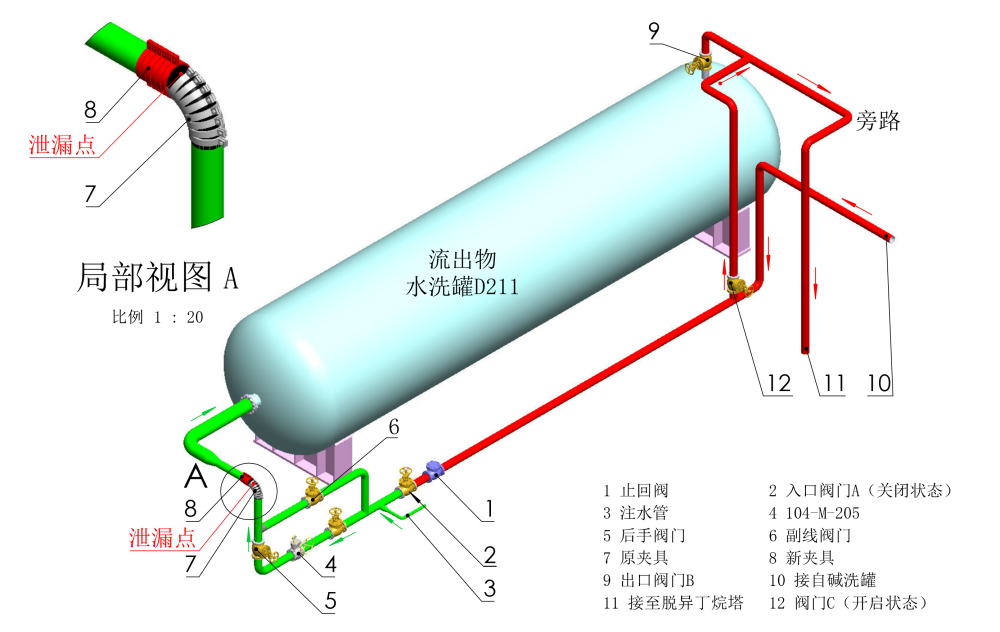 9
旁路
8
泄漏点
7
流出物
水洗罐D211
局部视图 A
比例 1 : 20
12
11
10
6
A
8
泄漏点
7
1
2
4
3
5
1 止回阀
2 入口阀门A（关闭状态）
3 注水管
4 104-M-205
5 后手阀门
6 副线阀门
7 原夹具
8 新夹具
9 出口阀门B
10 接自碱洗罐
11 接至脱异丁烷塔
12 阀门C（开启状态）